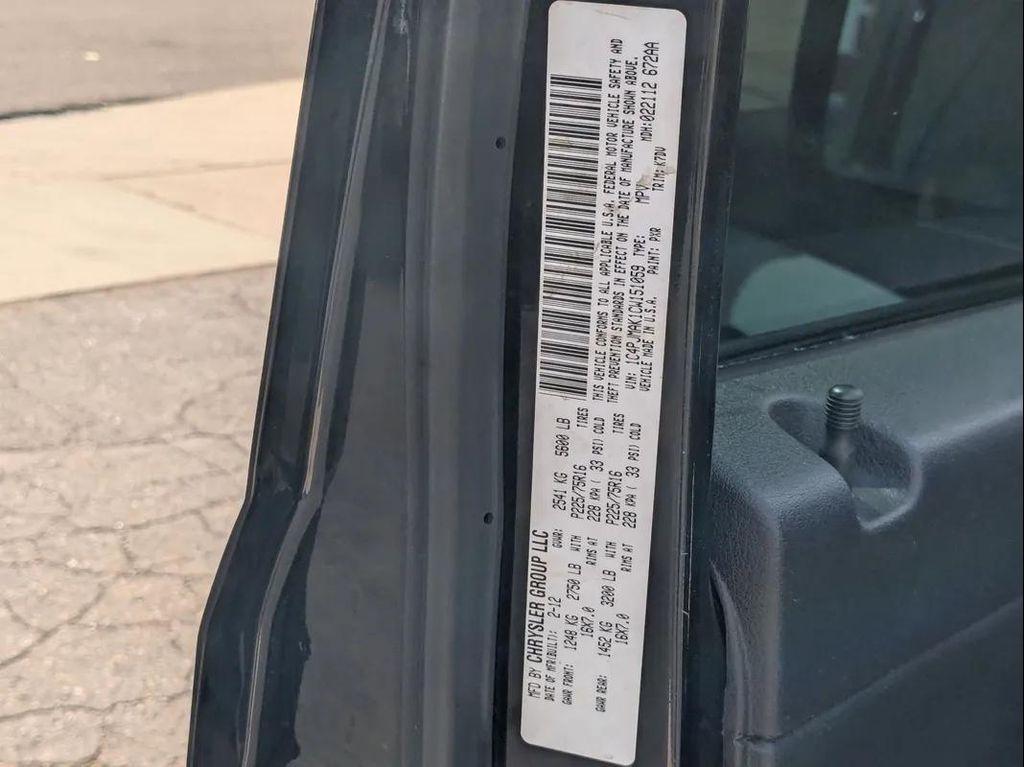 MFD BY CHRYSLER GROUP LLC
DATE OF MFR(BUILT): 2-12 GVWR: 2541 KG 5600 LB
GAWR FRONT: 1248 KG 2750 LB WITH P225/75R16 TIRES
16X7.0 RIMS AT 228 KPA ( 33 PSI) COLD
GAWR REAR: 1452 KG 3200 LB WITH P225/75R16 TIRES
16X7.0 RIMS AT 228 KPA ( 33 PSI) COLD
THIS VEHICLE CONFORMS TO ALL APPLICABLE U.S.A. FEDERAL MOTOR VEHICLE SAFETY AND
THEFT PREVENTION STANDARDS IN EFFECT ON THE DATE OF MANUFACTURE SHOWN ABOVE.
VIN: 1C4PJMAK1CW151059 TYPE: MPV MDH:022112 672AA
VEHICLE MADE IN U.S.A. PAINT: PXR TRIM:K7DV